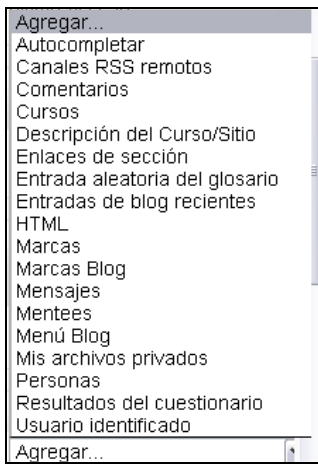 Agregar...
Autocompletar
Canales RSS remotos
Comentarios
Cursos
Descripción del Curso/Sitio
Enlaces de sección
Entrada aleatoria del glosario
Entradas de blog recientes
HTML
Marcas
Marcas Blog
Mensajes
Mentees
Menú Blog
Mis archivos privados
Personas
Resultados del cuestionario
Usuario identificado
Agregar...